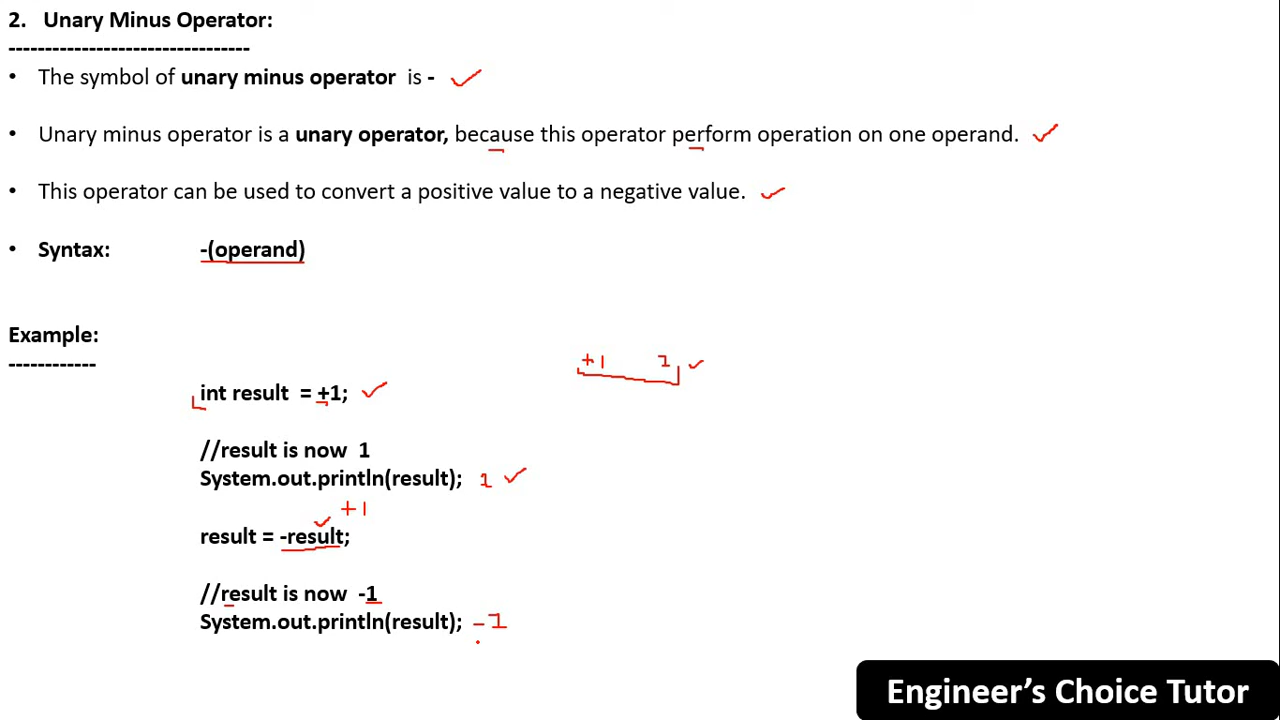 2. Unary Minus Operator:
---------------------------------
• The symbol of unary minus operator is -
• Unary minus operator is a unary operator, because this operator perform operation on one operand.
• This operator can be used to convert a positive value to a negative value.
• Syntax: -(operand)
Example:
------------
+1 1
int result = +1;
//result is now 1
System.out.println(result); 1
+1
result = -result;
//result is now -1
System.out.println(result); -1
Engineer's Choice Tutor